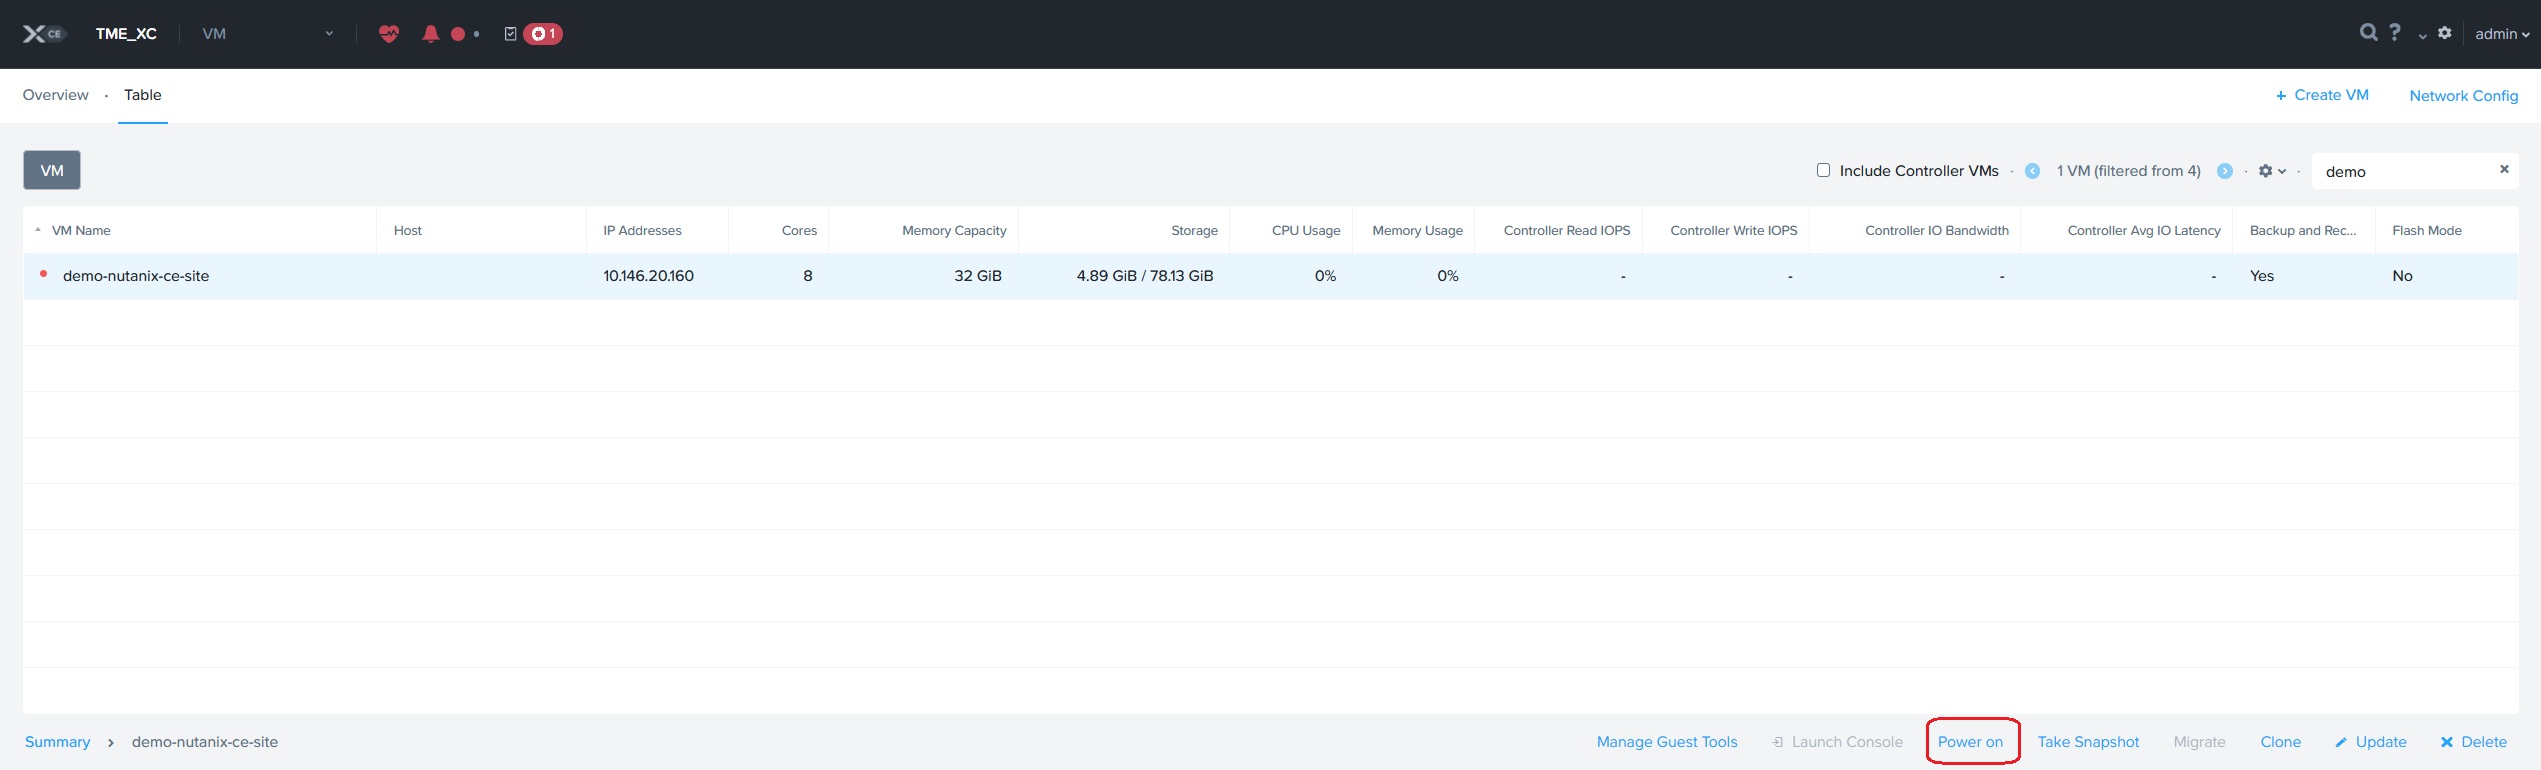 X CE TME_XC VM 1 ? admin
Overview · Table + Create VM Network Config
VM Include Controller VMs · 1 VM (filtered from 4) · · demo ×
VM Name Host IP Addresses Cores Memory Capacity Storage CPU Usage Memory Usage Controller Read IOPS Controller Write IOPS Controller IO Bandwidth Controller Avg IO Latency Backup and Rec... Flash Mode
demo-nutanix-ce-site 10.146.20.160 8 32 GiB 4.89 GiB / 78.13 GiB 0% 0% - - - - Yes No
Summary > demo-nutanix-ce-site Manage Guest Tools Launch Console Power on Take Snapshot Migrate Clone Update × Delete